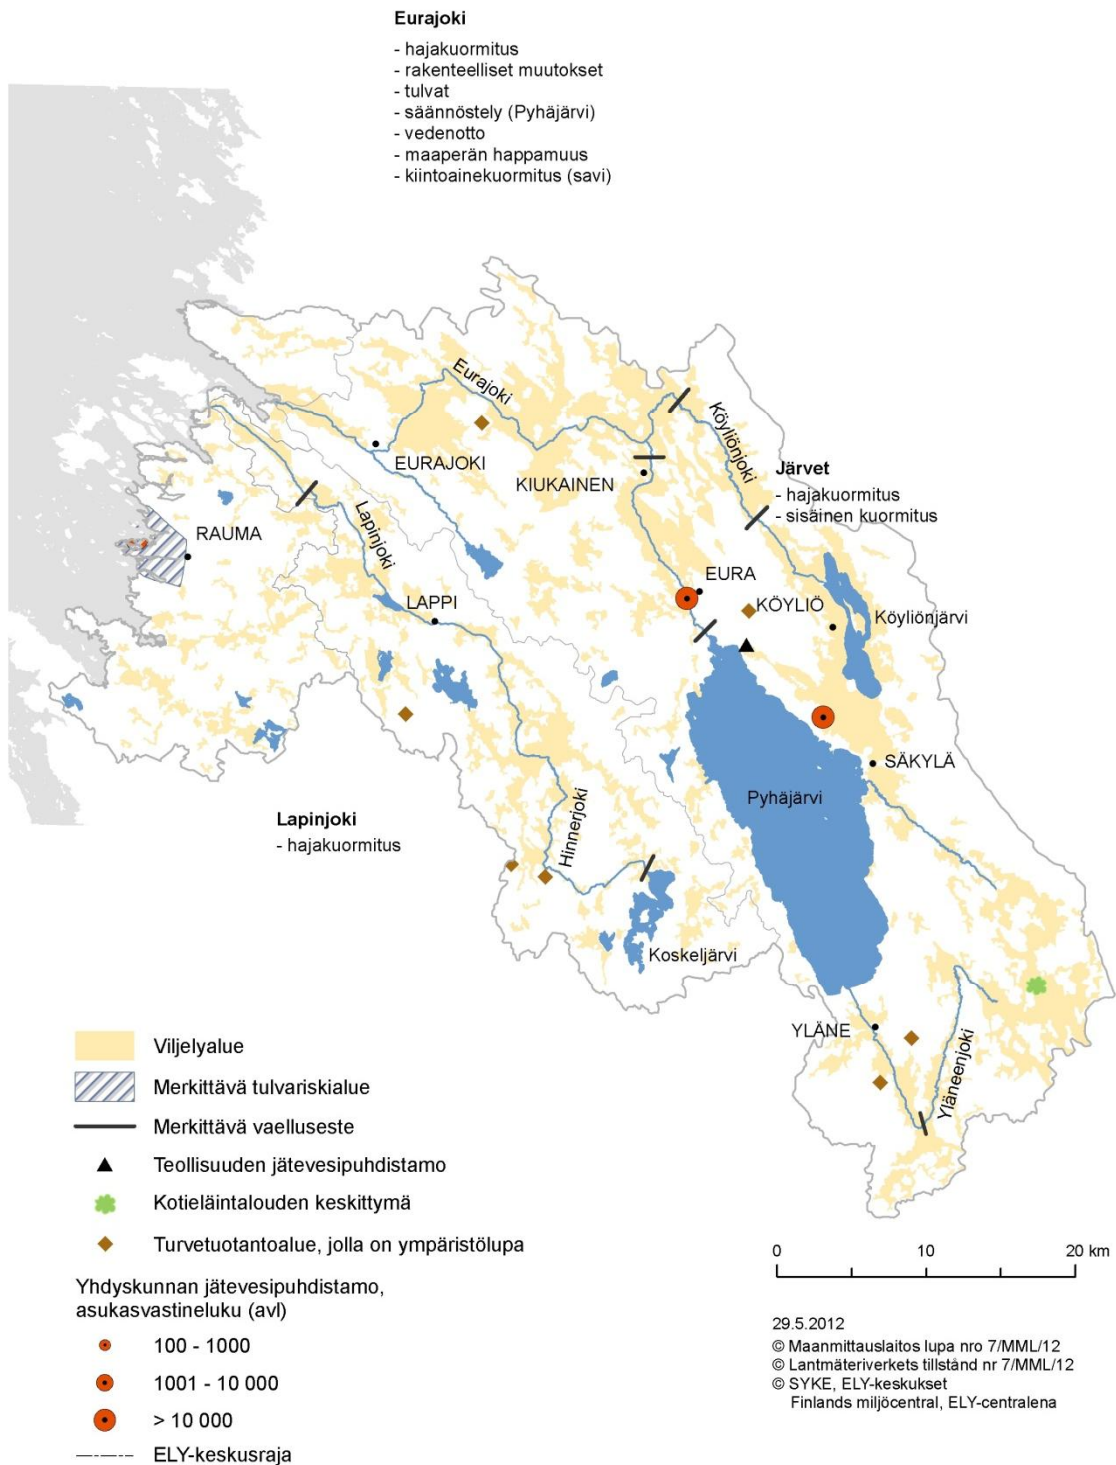 Eurajoki
- hajakuormitus
- rakenteelliset muutokset
- tulvat
- säännöstely (Pyhäjärvi)
- vedenotto
- maaperän happamuus
- kiintoainekuormitus (savi)
Eurajoki
Köyliönjoki
EURAJOKI
KIUKAINEN
Järvet
- hajakuormitus
- sisäinen kuormitus
RAUMA
Lapinjoki
LAPPI
EURA
KÖYLIÖ
Köyliönjärvi
SÄKYLÄ
Pyhäjärvi
Lapinjoki
- hajakuormitus
Hinnerjoki
Koskeljärvi
YLÄNE
Yläneenjoki
Viljelyalue
Merkittävä tulvariskialue
Merkittävä vaelluseste
Teollisuuden jätevesipuhdistamo
Kotieläintalouden keskittymä
Turvetuotantoalue, jolla on ympäristölupa
Yhdyskunnan jätevesipuhdistamo,
asukasvastineluku (avl)
100 - 1000
1001 - 10 000
> 10 000
ELY-keskusraja
0 10 20 km
29.5.2012
© Maanmittauslaitos lupa nro 7/MML/12
© Lantmäteriverkets tillstånd nr 7/MML/12
© SYKE, ELY-keskukset
Finlands miljöcentral, ELY-centralena